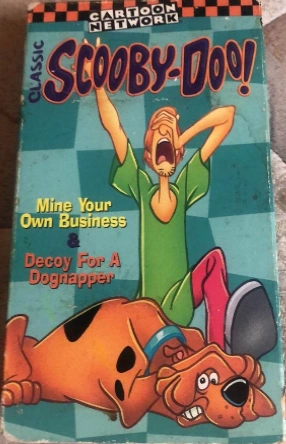 CARTOON
NETWORK
CLASSIC
SCOOBY-DOO!
Mine Your
Own Business
&
Decoy For A
Dognapper